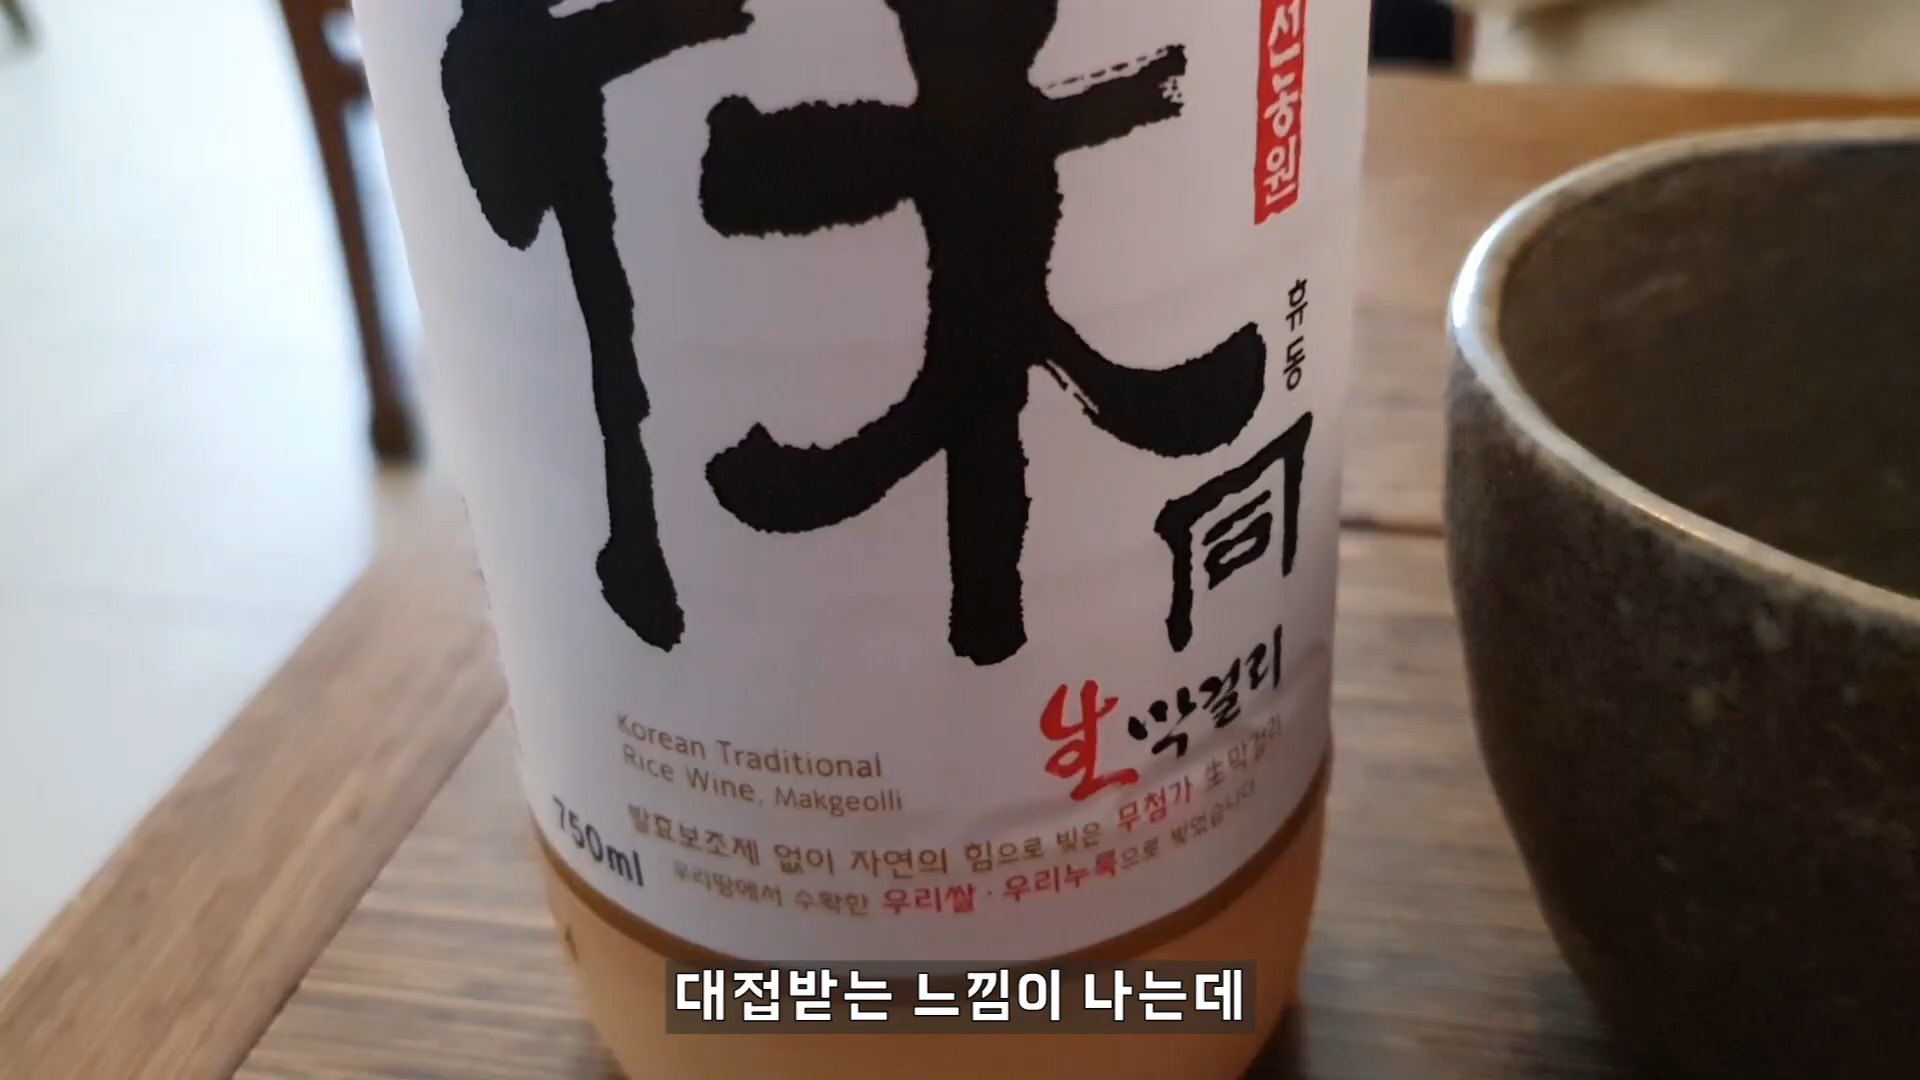 休
선농원
휴동
同
生막걸리
Korean Traditional
Rice Wine, Makgeolli
750ml
발효보조제 없이 자연의 힘으로 빚은 무첨가 生막걸리
우리땅에서 수확한 우리쌀·우리누룩으로 빚었습니다
대접받는 느낌이 나는데